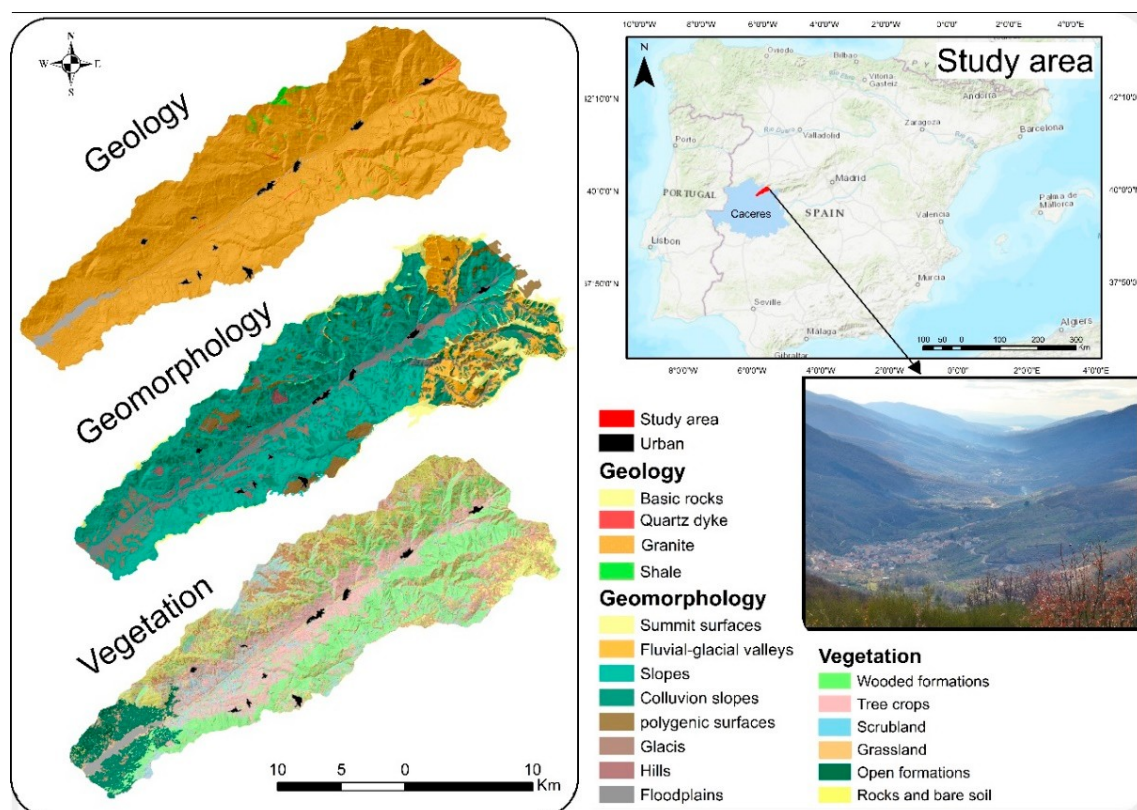 N
W E
S
Geology
Geomorphology
Vegetation
10 5 0 10
Km
10°0'0"W 8°0'0"W 6°0'0"W 4°0'0"W 2°0'0"W 0°0'0" 2°0'0"E 4°0'0"E
N
Study area
Oviedo
Bilbao
Vitoria
Gasteiz
Andorra
42°10'0"N
Zaragoza
Barcelona
Porto
Valladolid
Madrid
40°0'0"N
PORTUGAL
Palma de
Mallorca
Caceres
SPAIN
Valencia
Lisbon
Murcia
37°50'0"N
Seville
Malaga
Algiers
Gibraltar
100 50 0 100 200 300
Km
8°0'0"W 6°0'0"W 4°0'0"W 2°0'0"W 0°0'0" 2°0'0"E 4°0'0"E
Study area
Urban
Geology
Basic rocks
Quartz dyke
Granite
Shale
Geomorphology
Summit surfaces
Fluvial-glacial valleys
Slopes
Colluvion slopes
polygenic surfaces
Glacis
Hills
Floodplains
Vegetation
Wooded formations
Tree crops
Scrubland
Grassland
Open formations
Rocks and bare soil